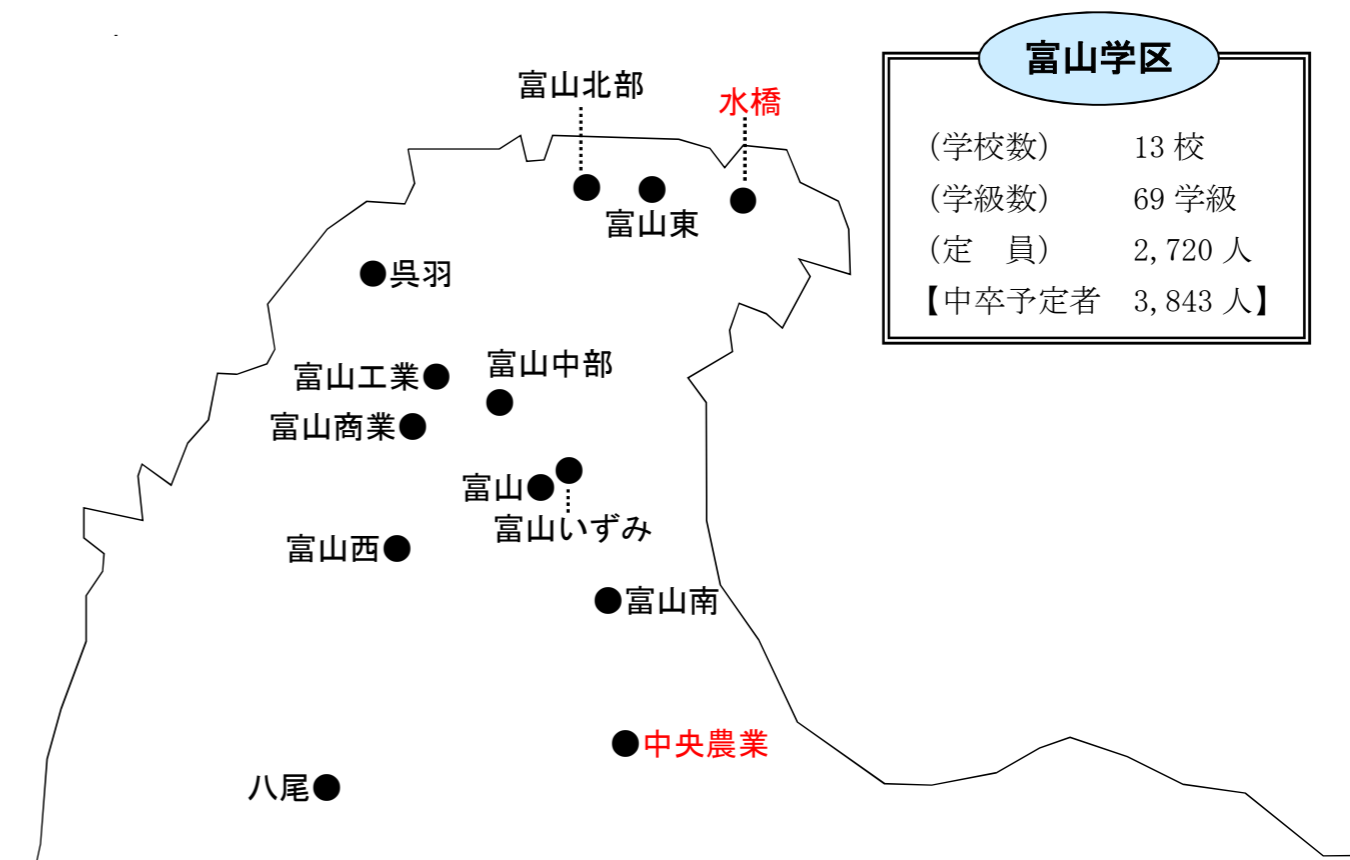 富山学区
(学校数) 13 校
(学級数) 69 学級
(定 員) 2,720 人
【中卒予定者 3,843 人】
富山北部
水橋
富山東
呉羽
富山中部
富山工業
富山商業
富山
富山いずみ
富山西
富山南
中央農業
八尾